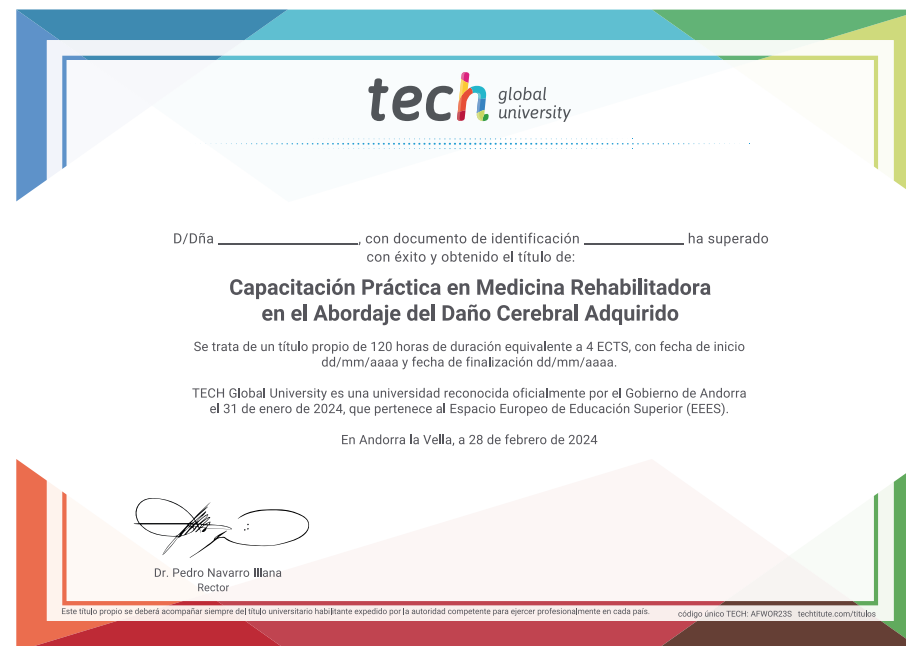 tech global
university
D/Dña ____________________, con documento de identificación ______________ ha superado
con éxito y obtenido el título de:
Capacitación Práctica en Medicina Rehabilitadora
en el Abordaje del Daño Cerebral Adquirido
Se trata de un título propio de 120 horas de duración equivalente a 4 ECTS, con fecha de inicio
dd/mm/aaaa y fecha de finalización dd/mm/aaaa.
TECH Global University es una universidad reconocida oficialmente por el Gobierno de Andorra
el 31 de enero de 2024, que pertenece al Espacio Europeo de Educación Superior (EEES).
En Andorra la Vella, a 28 de febrero de 2024
Dr. Pedro Navarro Illana
Rector
Este título propio se deberá acompañar siempre del título universitario habilitante expedido por la autoridad competente para ejercer profesionalmente en cada país.
código único TECH: AFWOR23S techtitute.com/titulos